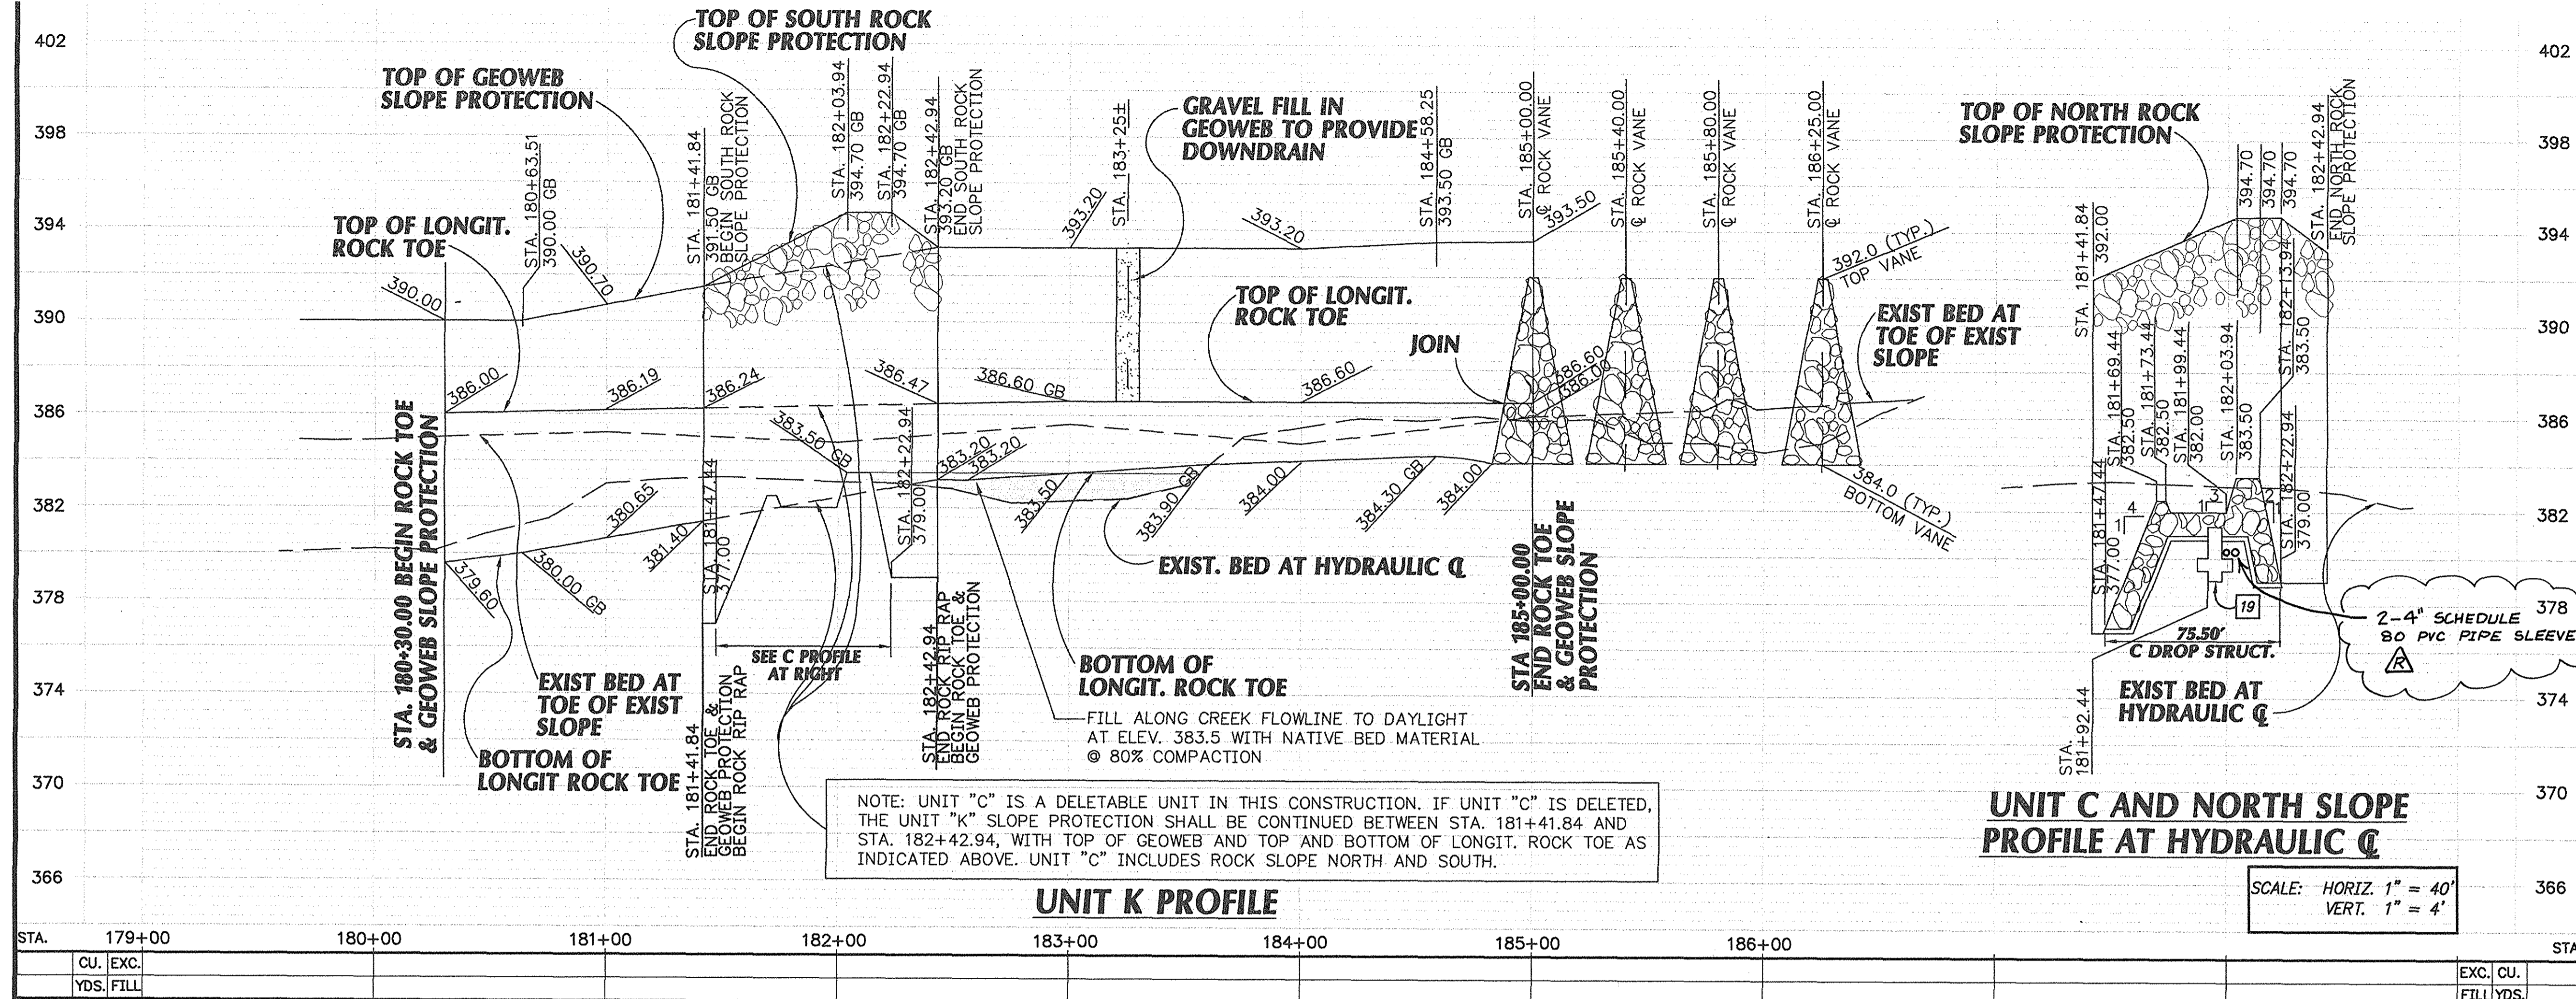 402
398
394
390
386
382
378
374
370
366
TOP OF GEOWEB
SLOPE PROTECTION
TOP OF SOUTH ROCK
SLOPE PROTECTION
TOP OF LONGIT.
ROCK TOE
390.00
STA. 180+63.51
390.00 GB
390.70
STA. 181+41.84
391.50 GB
BEGIN SOUTH ROCK
SLOPE PROTECTION
STA. 182+03.94
394.70 GB
STA. 182+22.94
394.70 GB
STA. 182+42.94
393.20 GB
END SOUTH ROCK
SLOPE PROTECTION
393.20
STA. 183+25±
GRAVEL FILL IN
GEOWEB TO PROVIDE
DOWNDRAIN
393.20
STA. 184+58.25
393.50 GB
STA. 185+00.00
℄ ROCK VANE
393.50
STA. 185+40.00
℄ ROCK VANE
STA. 185+80.00
℄ ROCK VANE
STA. 186+25.00
℄ ROCK VANE
392.0 (TYP.)
TOP VANE
EXIST BED AT
TOE OF EXIST
SLOPE
TOP OF LONGIT.
ROCK TOE
JOIN
386.00
386.19
386.24
386.47
386.60 GB
386.60
386.60
386.00
STA. 180+30.00 BEGIN ROCK TOE
& GEOWEB SLOPE PROTECTION
383.50 GB
STA. 182+22.94
379.00
383.20
383.20
383.50
383.90 GB
384.00
384.30 GB
384.00
384.0 (TYP.)
BOTTOM VANE
379.60
380.00 GB
380.65
381.40
STA. 181+47.44
377.00
SEE C PROFILE
AT RIGHT
EXIST. BED AT HYDRAULIC ℄
STA 185+00.00
END ROCK TOE
& GEOWEB SLOPE
PROTECTION
EXIST BED AT
TOE OF EXIST
SLOPE
BOTTOM OF
LONGIT ROCK TOE
STA. 181+41.84
END ROCK TOE &
GEOWEB PROTECTION
BEGIN ROCK RIP RAP
STA. 182+42.94
END ROCK RIP RAP
BEGIN ROCK TOE &
GEOWEB PROTECTION
BOTTOM OF
LONGIT. ROCK TOE
FILL ALONG CREEK FLOWLINE TO DAYLIGHT
AT ELEV. 383.5 WITH NATIVE BED MATERIAL
@ 80% COMPACTION
NOTE: UNIT "C" IS A DELETABLE UNIT IN THIS CONSTRUCTION. IF UNIT "C" IS DELETED,
THE UNIT "K" SLOPE PROTECTION SHALL BE CONTINUED BETWEEN STA. 181+41.84 AND
STA. 182+42.94, WITH TOP OF GEOWEB AND TOP AND BOTTOM OF LONGIT. ROCK TOE AS
INDICATED ABOVE. UNIT "C" INCLUDES ROCK SLOPE NORTH AND SOUTH.
UNIT K PROFILE
TOP OF NORTH ROCK
SLOPE PROTECTION
STA. 181+41.84
392.00
394.70
394.70
394.70
STA. 182+42.94
END NORTH ROCK
SLOPE PROTECTION
STA. 181+69.44
382.50
STA. 181+73.44
382.50
STA. 181+99.44
382.00
STA. 182+03.94
383.50
STA. 182+13.94
383.50
STA. 182+22.94
379.00
STA. 181+47.44
377.00
1
4
1
3
2
1
19
75.50'
C DROP STRUCT.
2-4" SCHEDULE
80 PVC PIPE SLEEVE
R
EXIST BED AT
HYDRAULIC ℄
STA.
181+92.44
UNIT C AND NORTH SLOPE
PROFILE AT HYDRAULIC ℄
SCALE: HORIZ. 1" = 40'
VERT. 1" = 4'
402
398
394
390
386
382
378
374
370
366
STA. 179+00 180+00 181+00 182+00 183+00 184+00 185+00 186+00 STA
CU. EXC.
YDS. FILL
EXC. CU.
FILL YDS.